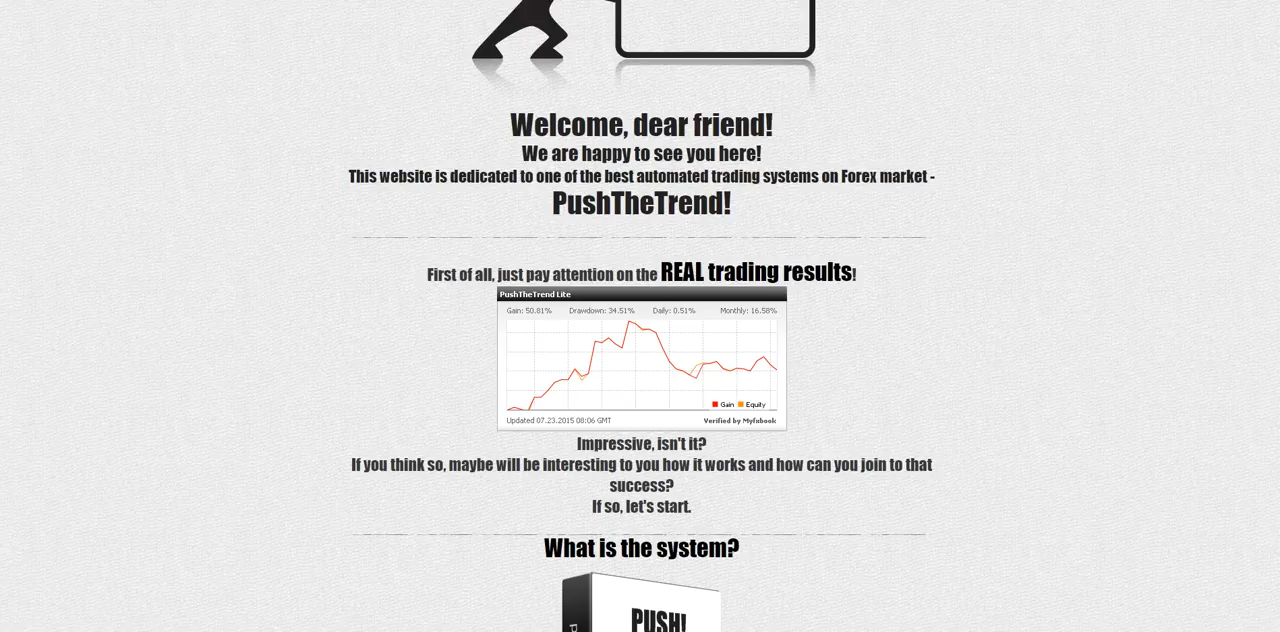 Welcome, dear friend!
We are happy to see you here!
This website is dedicated to one of the best automated trading systems on Forex market -
PushTheTrend!
First of all, just pay attention on the REAL trading results!
PushTheTrend Lite
Gain: 50.81% Drawdown: 34.51% Daily: 0.51% Monthly: 16.58%
Gain Equity
Updated 07.23.2015 08:06 GMT Verified by Myfxbook
Impressive, isn't it?
If you think so, maybe will be interesting to you how it works and how can you join to that
success?
If so, let's start.
What is the system?
PUSH!